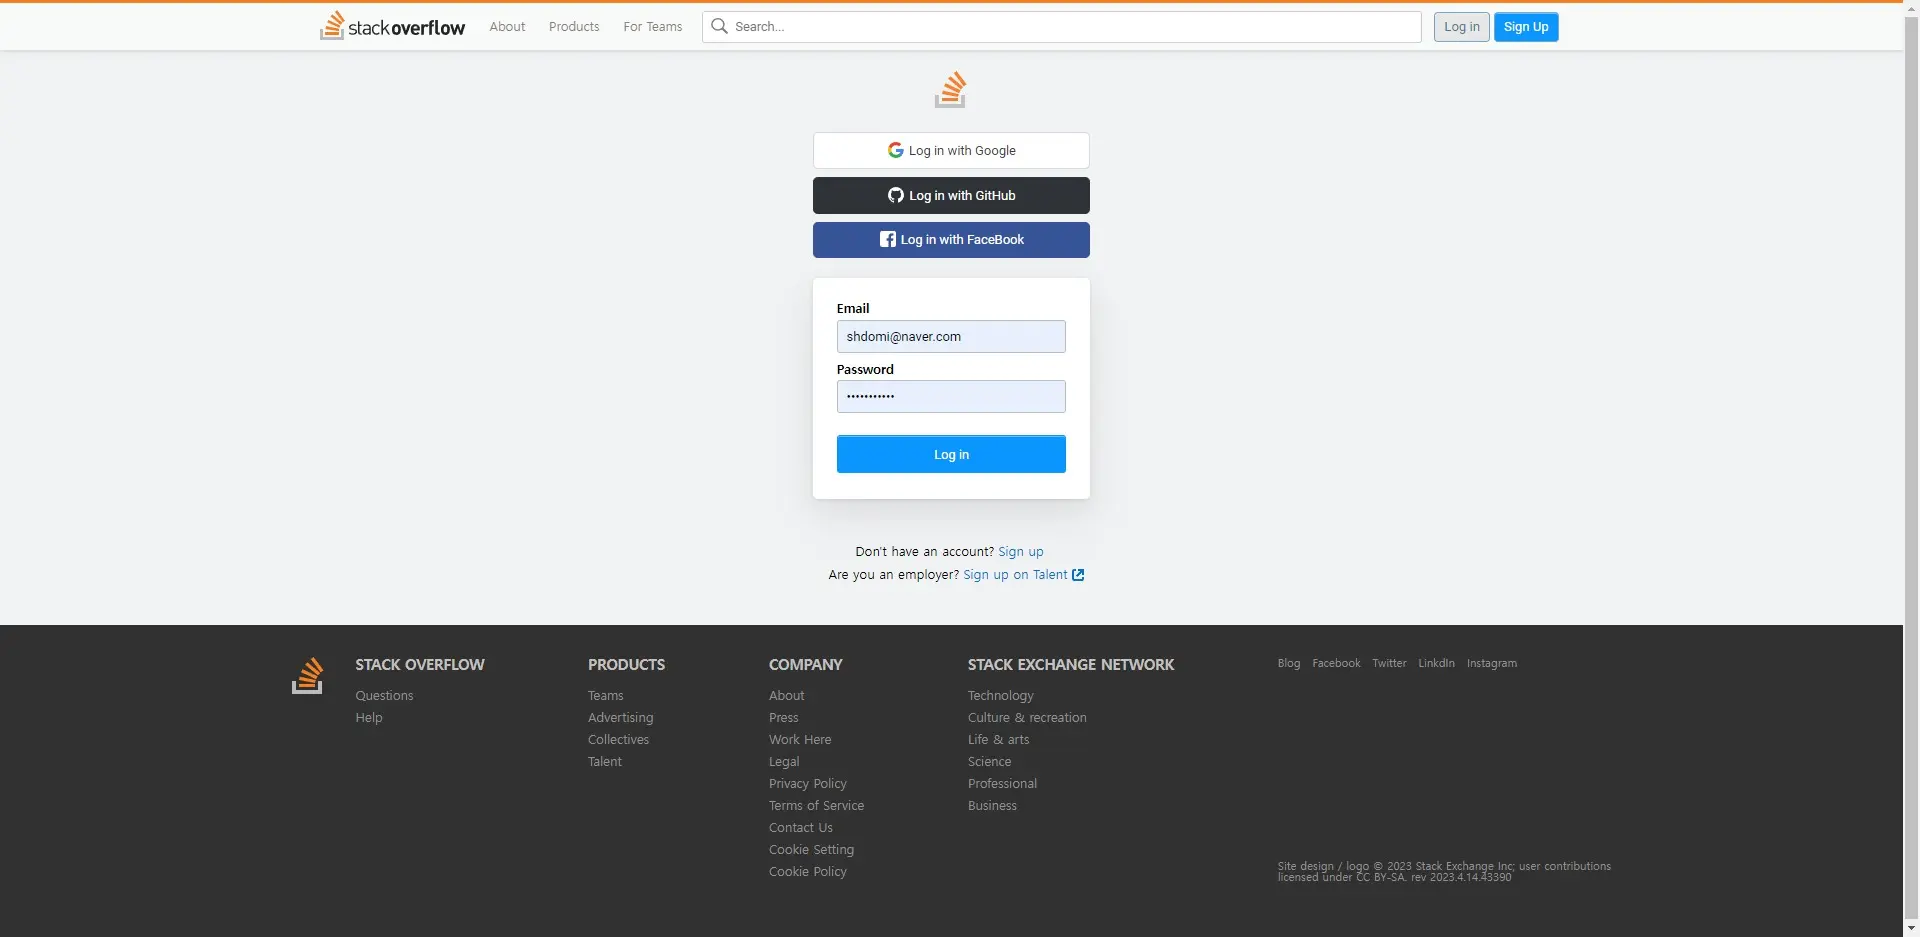 stackoverflow About Products For Teams Search... Log in Sign Up
Log in with Google
Log in with GitHub
Log in with FaceBook
Email
shdomi@naver.com
Password
•••••••••••
Log in
Don't have an account? Sign up
Are you an employer? Sign up on Talent
STACK OVERFLOW
Questions
Help
PRODUCTS
Teams
Advertising
Collectives
Talent
COMPANY
About
Press
Work Here
Legal
Privacy Policy
Terms of Service
Contact Us
Cookie Setting
Cookie Policy
STACK EXCHANGE NETWORK
Technology
Culture & recreation
Life & arts
Science
Professional
Business
Blog Facebook Twitter LinkdIn Instagram
Site design / logo © 2023 Stack Exchange Inc; user contributions
licensed under CC BY-SA. rev 2023.4.14.43390